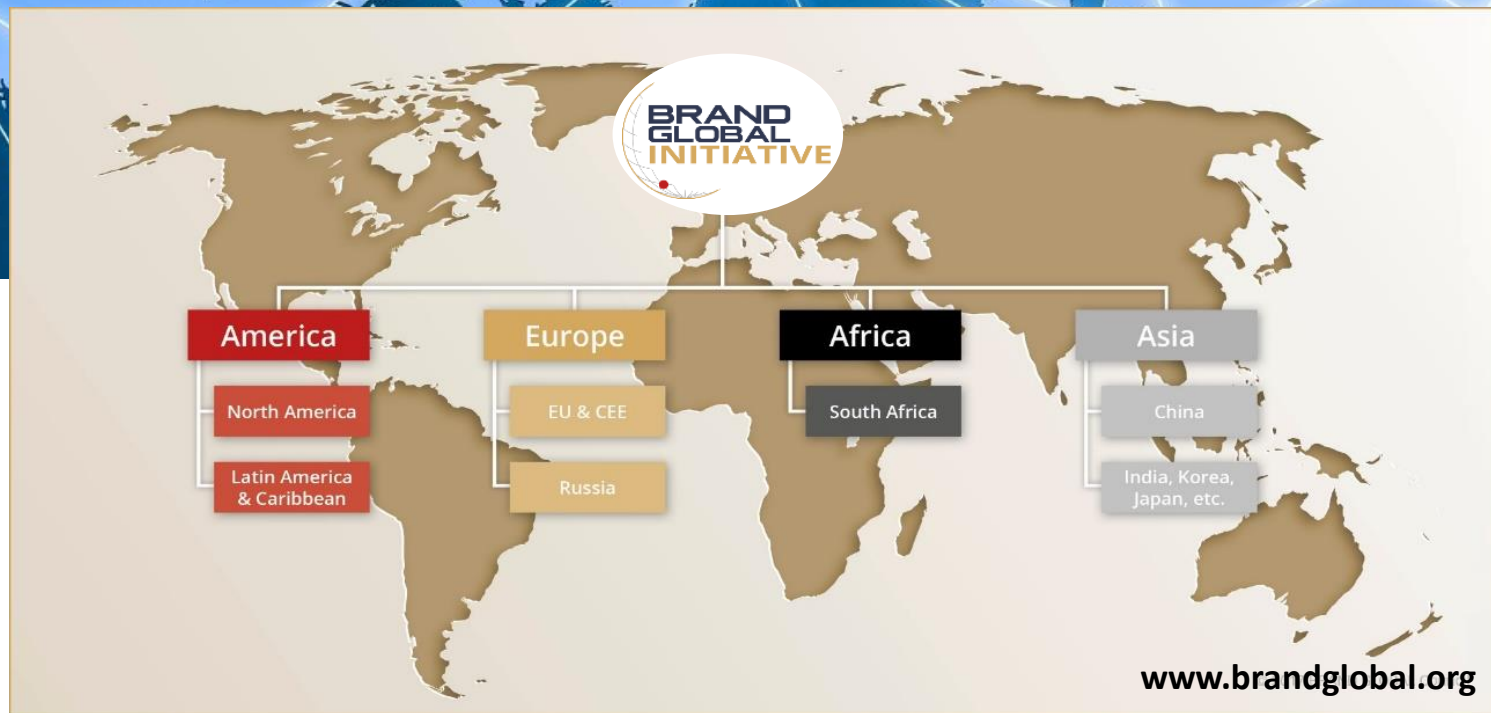 BRAND
GLOBAL
INITIATIVE
America
Europe
Africa
Asia
North America
EU & CEE
South Africa
China
Latin America
& Caribbean
Russia
India, Korea,
Japan, etc.
www.brandglobal.org